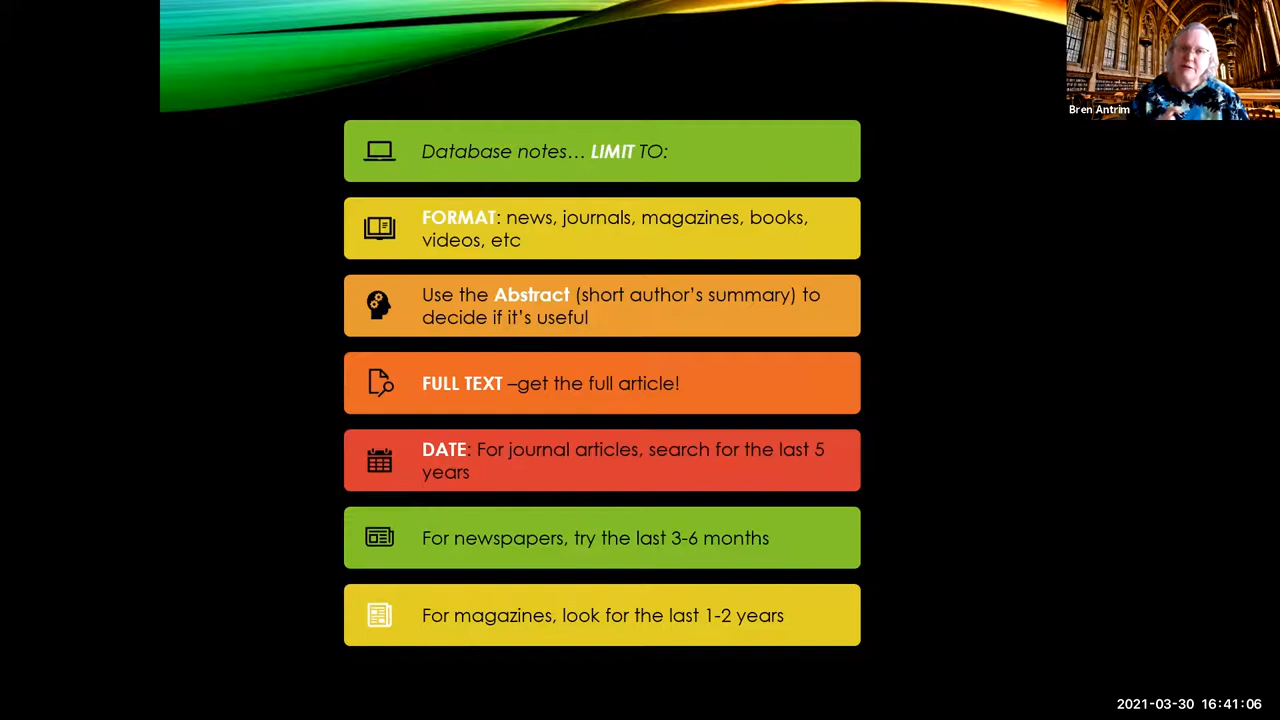 Bren Antrim
Database notes… LIMIT TO:
FORMAT: news, journals, magazines, books,
videos, etc
Use the Abstract (short author’s summary) to
decide if it’s useful
FULL TEXT –get the full article!
DATE: For journal articles, search for the last 5
years
For newspapers, try the last 3-6 months
For magazines, look for the last 1-2 years
2021-03-30 16:41:06